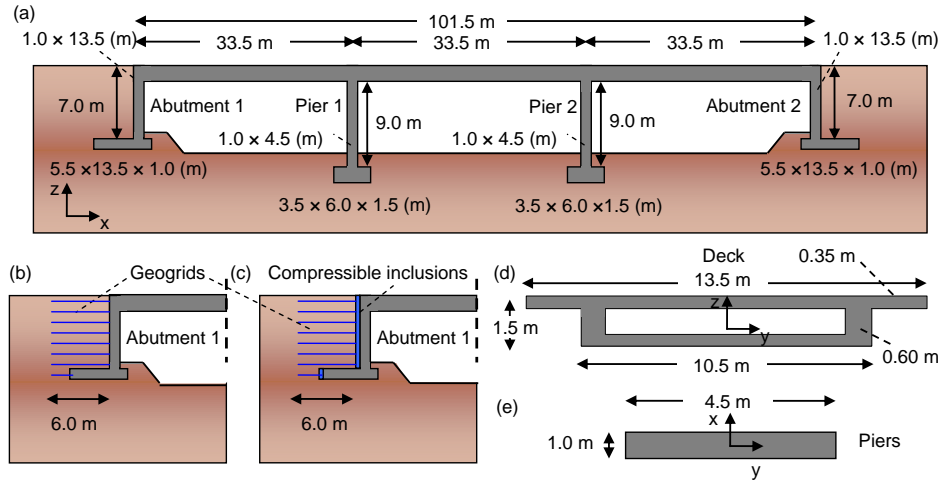 (a)
101.5 m
1.0 × 13.5 (m)
33.5 m
33.5 m
33.5 m
1.0 × 13.5 (m)
7.0 m
Abutment 1
Pier 1
9.0 m
Pier 2
9.0 m
Abutment 2
7.0 m
1.0 × 4.5 (m)
1.0 × 4.5 (m)
5.5 ×13.5 × 1.0 (m)
5.5 ×13.5 × 1.0 (m)
z
x
3.5 × 6.0 × 1.5 (m)
3.5 × 6.0 ×1.5 (m)
(b)
Geogrids
(c)
Compressible inclusions
Abutment 1
6.0 m
Abutment 1
6.0 m
(d)
Deck
0.35 m
13.5 m
z
1.5 m
y
0.60 m
10.5 m
(e)
4.5 m
x
1.0 m
Piers
y